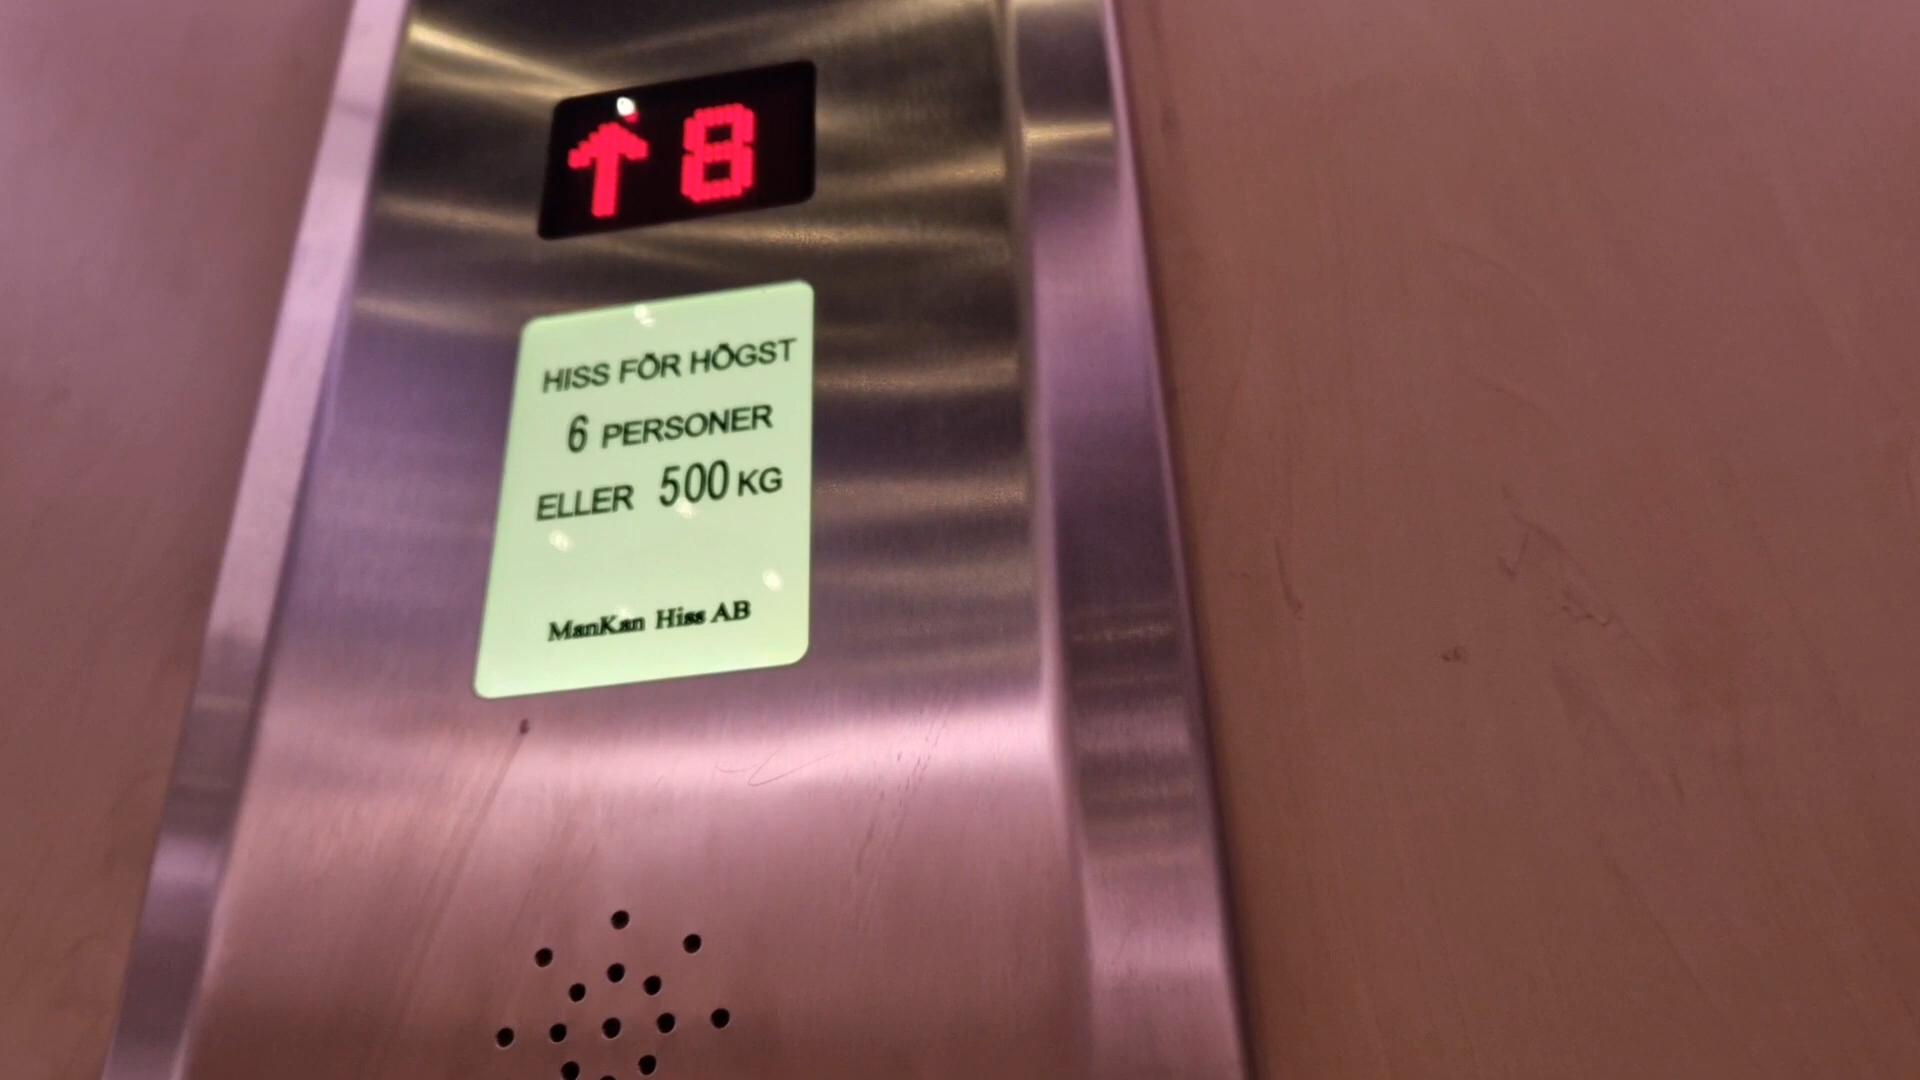 ↑8
HISS FÖR HÖGST
6 PERSONER
ELLER 500 KG
ManKan Hiss AB